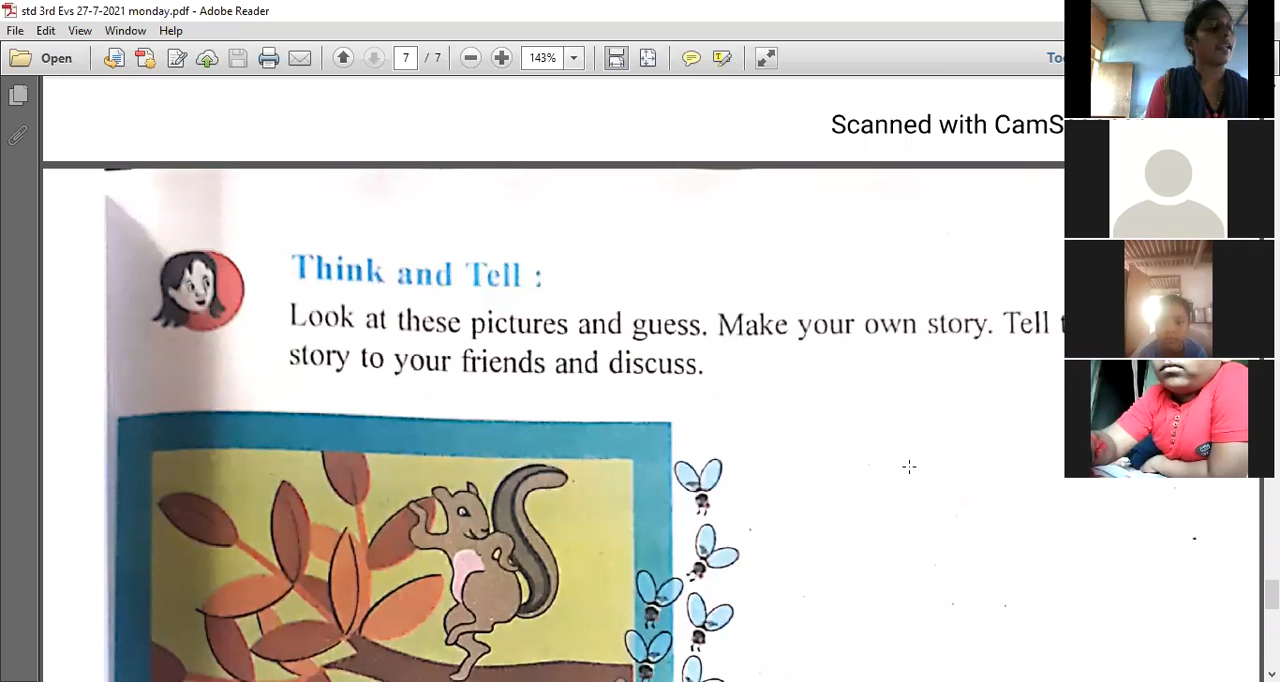 std 3rd Evs 27-7-2021 monday.pdf - Adobe Reader
File Edit View Window Help
Open 7 / 7 143%
Scanned with CamS
Think and Tell :
Look at these pictures and guess. Make your own story. Tell
story to your friends and discuss.